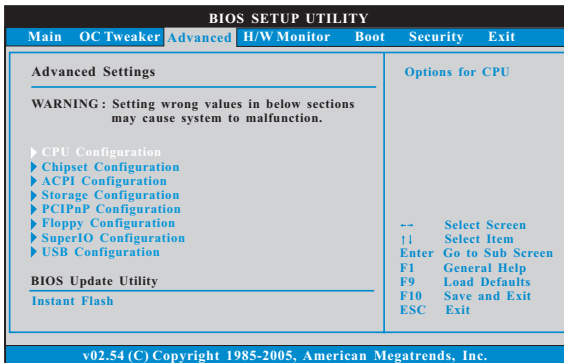 BIOS SETUP UTILITY
Main OC Tweaker Advanced H/W Monitor Boot Security Exit
Advanced Settings
WARNING : Setting wrong values in below sections
may cause system to malfunction.
CPU Configuration
Chipset Configuration
ACPI Configuration
Storage Configuration
PCIPnP Configuration
Floppy Configuration
SuperIO Configuration
USB Configuration
BIOS Update Utility
Instant Flash
Options for CPU
←→ Select Screen
↑↓ Select Item
Enter Go to Sub Screen
F1 General Help
F9 Load Defaults
F10 Save and Exit
ESC Exit
v02.54 (C) Copyright 1985-2005, American Megatrends, Inc.